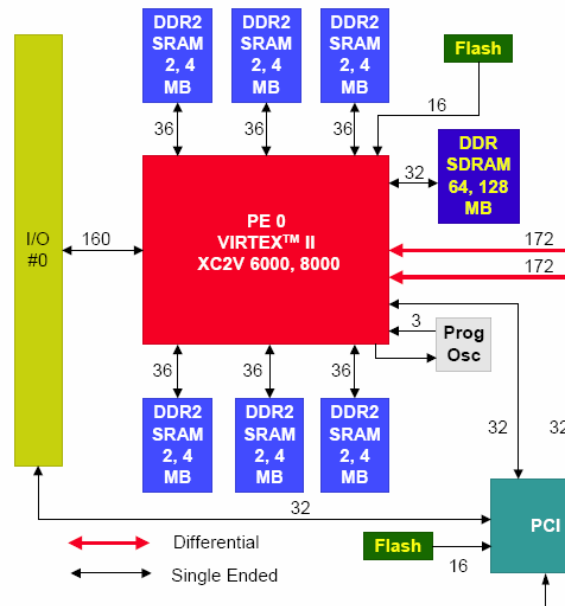 DDR2
SRAM
2, 4
MB
DDR2
SRAM
2, 4
MB
DDR2
SRAM
2, 4
MB
Flash
36
36
36
16
32
DDR
SDRAM
64, 128
MB
I/O
#0
160
PE 0
VIRTEX™ II
XC2V 6000, 8000
172
172
3
Prog
Osc
36
36
36
DDR2
SRAM
2, 4
MB
DDR2
SRAM
2, 4
MB
DDR2
SRAM
2, 4
MB
32
32
32
PCI
Differential
Flash
16
Single Ended